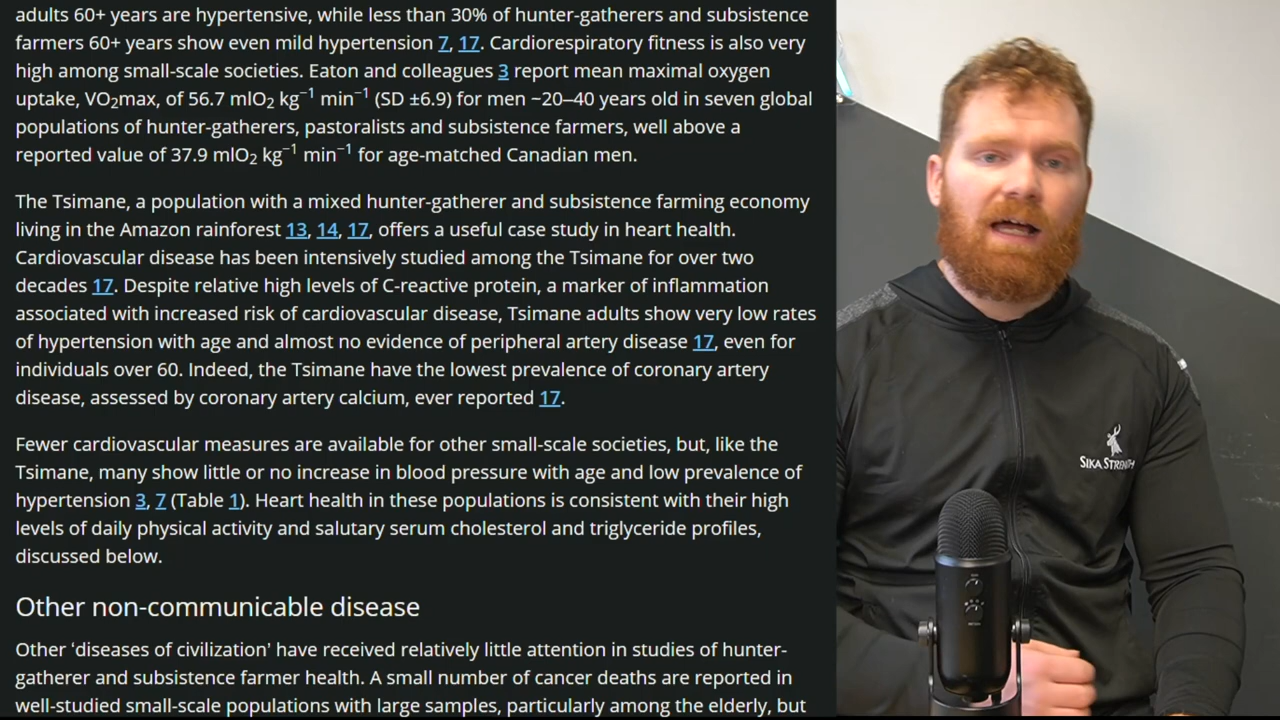 adults 60+ years are hypertensive, while less than 30% of hunter-gatherers and subsistence
farmers 60+ years show even mild hypertension 7, 17. Cardiorespiratory fitness is also very
high among small-scale societies. Eaton and colleagues 3 report mean maximal oxygen
uptake, VO₂max, of 56.7 mlO₂ kg⁻¹ min⁻¹ (SD ±6.9) for men ~20–40 years old in seven global
populations of hunter-gatherers, pastoralists and subsistence farmers, well above a
reported value of 37.9 mlO₂ kg⁻¹ min⁻¹ for age-matched Canadian men.
The Tsimane, a population with a mixed hunter-gatherer and subsistence farming economy
living in the Amazon rainforest 13, 14, 17, offers a useful case study in heart health.
Cardiovascular disease has been intensively studied among the Tsimane for over two
decades 17. Despite relative high levels of C-reactive protein, a marker of inflammation
associated with increased risk of cardiovascular disease, Tsimane adults show very low rates
of hypertension with age and almost no evidence of peripheral artery disease 17, even for
individuals over 60. Indeed, the Tsimane have the lowest prevalence of coronary artery
disease, assessed by coronary artery calcium, ever reported 17.
Fewer cardiovascular measures are available for other small-scale societies, but, like the
Tsimane, many show little or no increase in blood pressure with age and low prevalence of
hypertension 3, 7 (Table 1). Heart health in these populations is consistent with their high
levels of daily physical activity and salutary serum cholesterol and triglyceride profiles,
discussed below.
Other non-communicable disease
Other ‘diseases of civilization’ have received relatively little attention in studies of hunter-
gatherer and subsistence farmer health. A small number of cancer deaths are reported in
well-studied small-scale populations with large samples, particularly among the elderly, but
SIKA STRENGTH